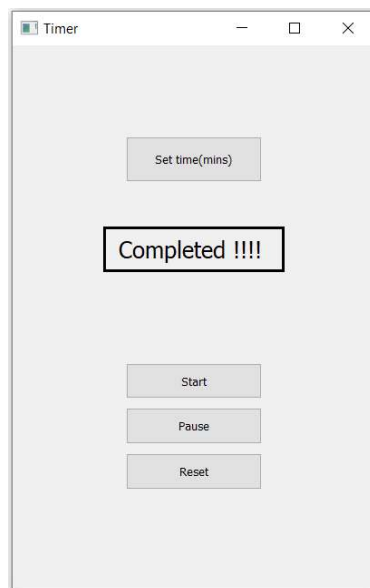 Timer
Set time(mins)
Completed !!!!
Start
Pause
Reset